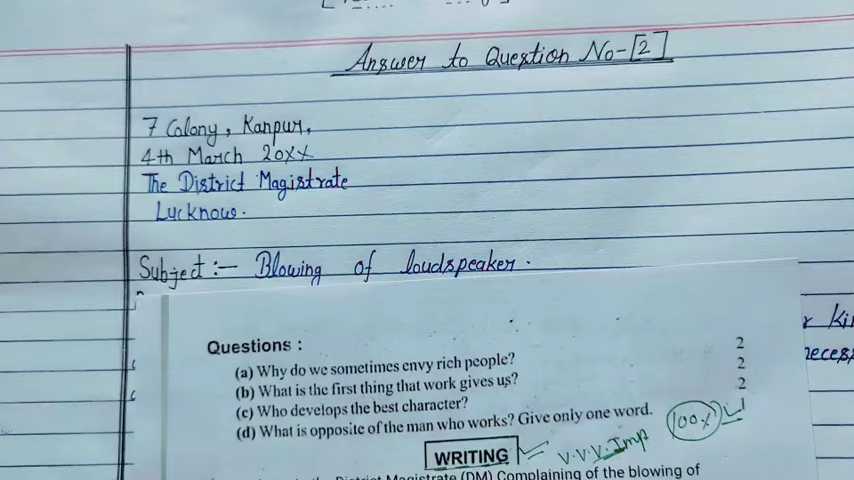 Answer to Question No-[2]
7 Colony, Kanpur,
4th March 20XX
The District Magistrate
Lucknow.
Subject:- Blowing of loudspeaker.
Questions :
(a) Why do we sometimes envy rich people? 2
(b) What is the first thing that work gives us? 2
(c) Who develops the best character? 2
(d) What is opposite of the man who works? Give only one word. 1
100%
WRITING V.V.V. Imp
District Magistrate (DM) Complaining of the blowing of